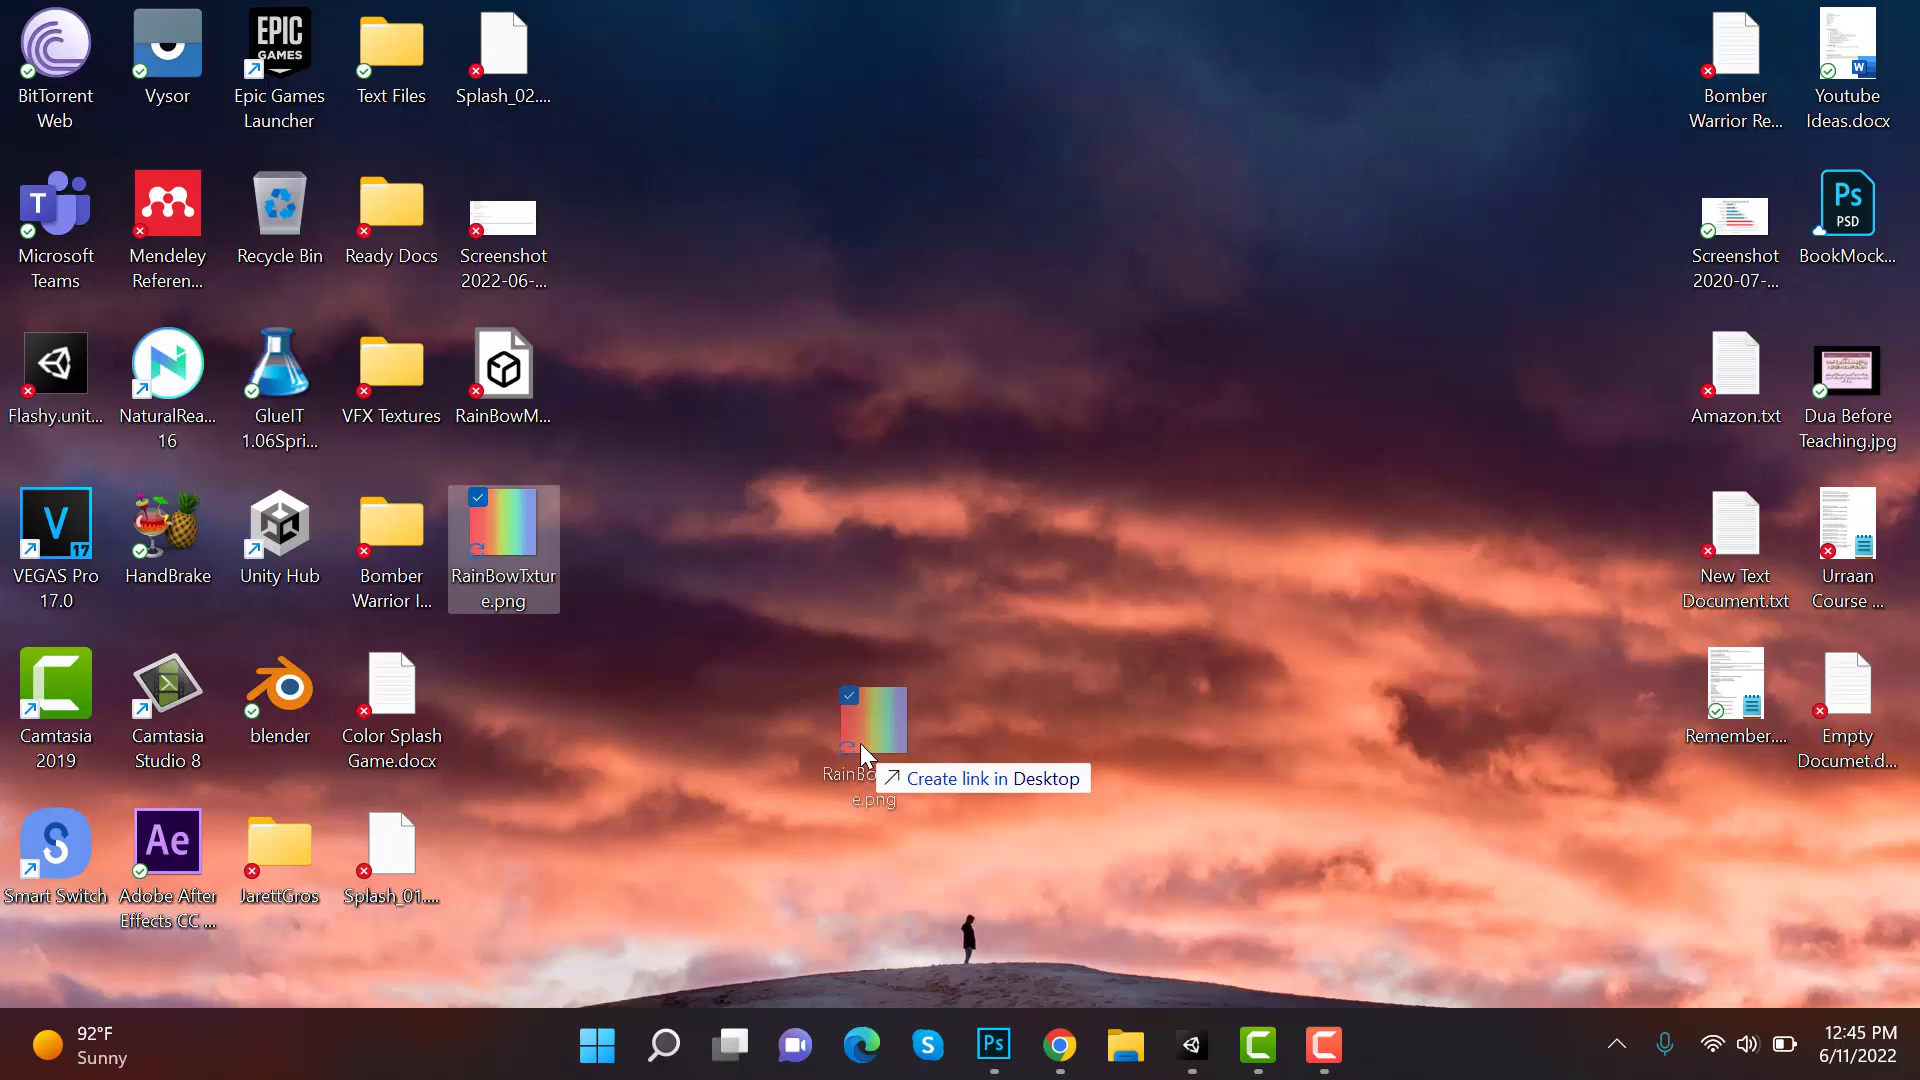 BitTorrent
Web
Vysor
EPIC
GAMES
Epic Games
Launcher
Text Files
Splash_02....
Bomber
Warrior Re...
W
Youtube
Ideas.docx
T
Microsoft
Teams
Mendeley
Referen...
Recycle Bin
Ready Docs
Screenshot
2022-06-...
Screenshot
2020-07-...
Ps
PSD
BookMock...
Flashy.unit...
N
NaturalRea...
16
GlueIT
1.06Spri...
VFX Textures
RainBowM...
Amazon.txt
Dua Before
Teaching.jpg
V
17
VEGAS Pro
17.0
HandBrake
Unity Hub
Bomber
Warrior I...
RainBowTxtur
e.png
New Text
Document.txt
Urraan
Course ...
C
Camtasia
2019
Camtasia
Studio 8
blender
Color Splash
Game.docx
RainBo
e.png
Create link in Desktop
Remember....
Empty
Documet.d...
S
Smart Switch
Ae
Adobe After
Effects CC ...
JarettGros
Splash_01....
92°F
Sunny
S
Ps
C
C
12:45 PM
6/11/2022